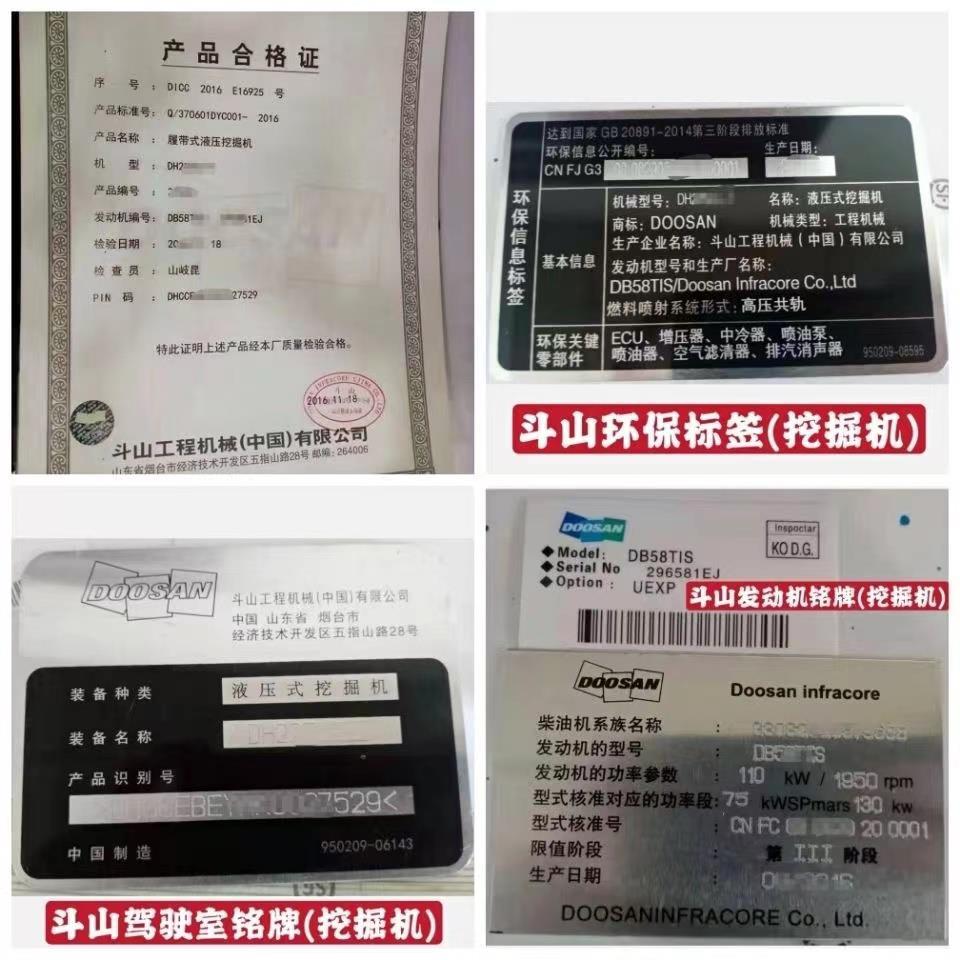 产品合格证
序 号： DICC 2016 E16925 号
产品标准号： Q/370601DYC001- 2016
产品名称： 履带式液压挖掘机
机 型： DH2
产品编号：
发动机编号： DB58T 81EJ
检验日期： 20 18
检 查 员： 山岐昆
PIN 码： DHCCE 27529
特此证明上述产品经本厂质量检验合格。
2016.11.18
斗山工程机械(中国)有限公司
山东省烟台市经济技术开发区五指山路28号 邮编: 264006
达到国家 GB 20891-2014第三阶段排放标准
环保信息公开编号： 生产日期：
CN FJ G3 2001
环保信息标签
基本信息
机械型号: DH2 名称: 液压式挖掘机
商标: DOOSAN 机械类型: 工程机械
生产企业名称: 斗山工程机械(中国)有限公司
发动机型号和生产厂名称:
DB58TIS/Doosan Infracore Co.,Ltd
燃料喷射系统形式: 高压共轨
环保关键零部件
ECU、增压器、中冷器、喷油泵、
喷油器、空气滤清器、排汽消声器
950209-08595
斗山环保标签(挖掘机)
DOOSAN
斗山工程机械(中国)有限公司
中国 山东省 烟台市
经济技术开发区五指山路28号
装备种类 液压式挖掘机
装备名称 DH2
产品识别号
7529<
中国制造 950209-06143
斗山驾驶室铭牌(挖掘机)
DOOSAN
Inspoctar
KO D.G.
◆Model: DB58TIS
◆Serial No 296581EJ
◆Option: UEXP
斗山发动机铭牌(挖掘机)
DOOSAN Doosan infracore
柴油机系族名称 :
发动机的型号 : DB58TIS
发动机的功率参数 : 110 kW / 1950 rpm
型式核准对应的功率段: 75 kWSPmars 130 kw
型式核准号 : CN FC 20 0001
限值阶段 : 第 III 阶段
生产日期 :
DOOSANINFRACORE Co., Ltd.